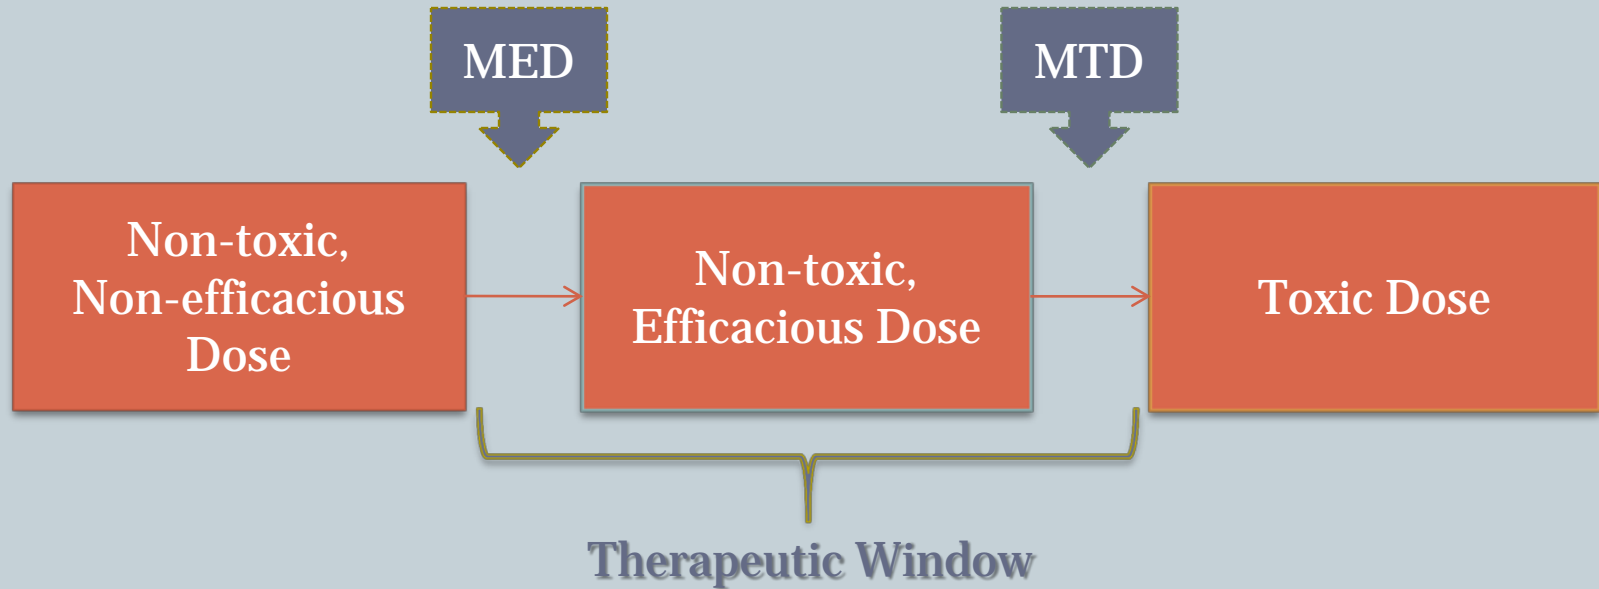 MED
MTD
Non-toxic,
Non-efficacious
Dose
Non-toxic,
Efficacious Dose
Toxic Dose
Therapeutic Window